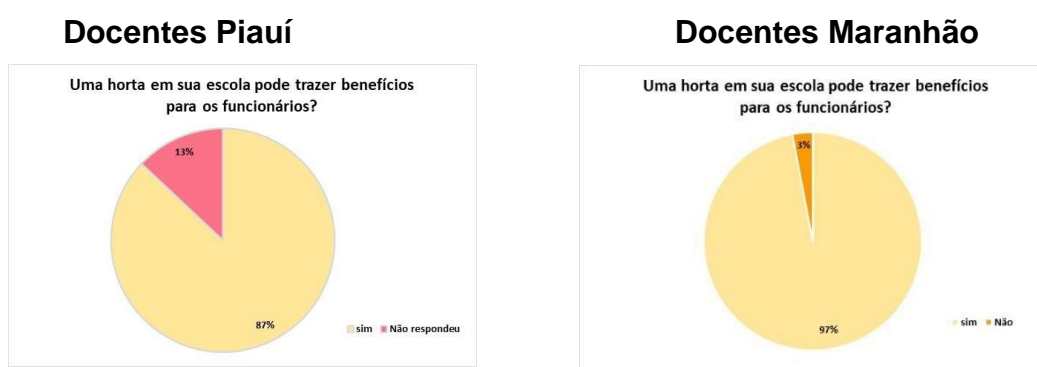 Docentes Piauí
Uma horta em sua escola pode trazer benefícios
para os funcionários?
13%
87%
sim Não respondeu
Docentes Maranhão
Uma horta em sua escola pode trazer benefícios
para os funcionários?
3%
97%
sim Não